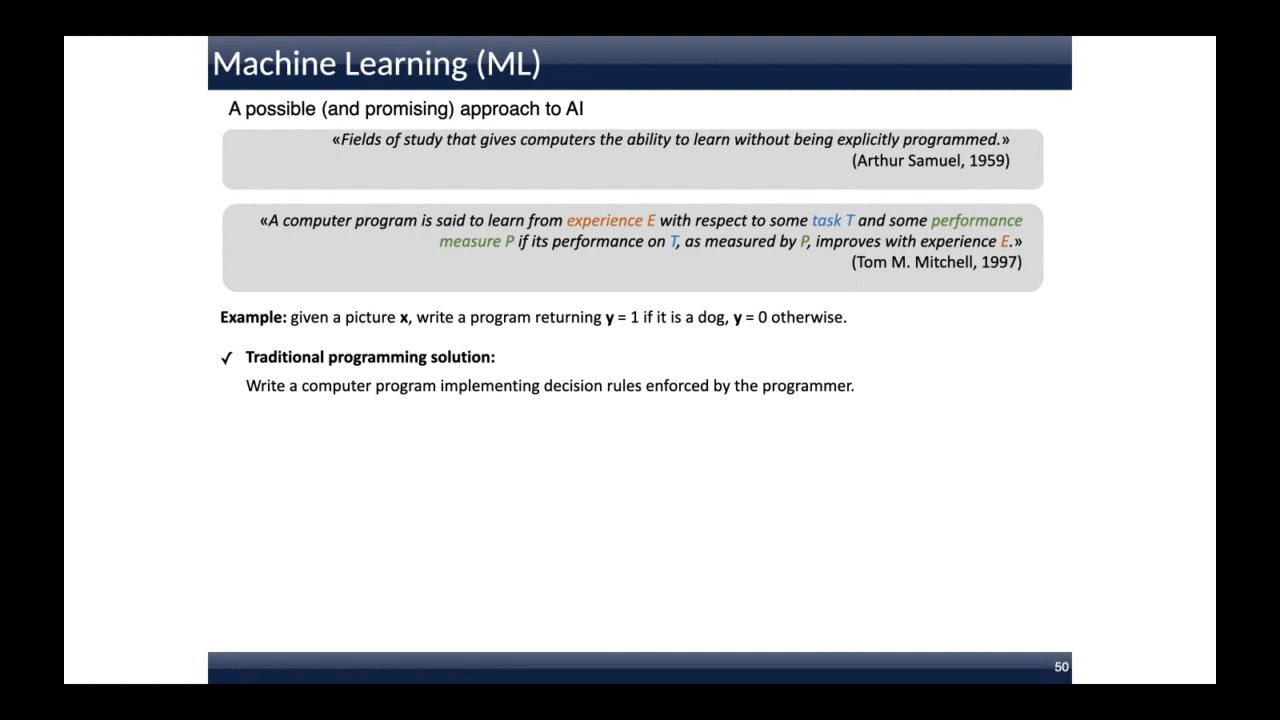 Machine Learning (ML)
A possible (and promising) approach to AI
«Fields of study that gives computers the ability to learn without being explicitly programmed.»
(Arthur Samuel, 1959)
«A computer program is said to learn from experience E with respect to some task T and some performance
measure P if its performance on T, as measured by P, improves with experience E.»
(Tom M. Mitchell, 1997)
Example: given a picture x, write a program returning y = 1 if it is a dog, y = 0 otherwise.
✓ Traditional programming solution:
Write a computer program implementing decision rules enforced by the programmer.
50